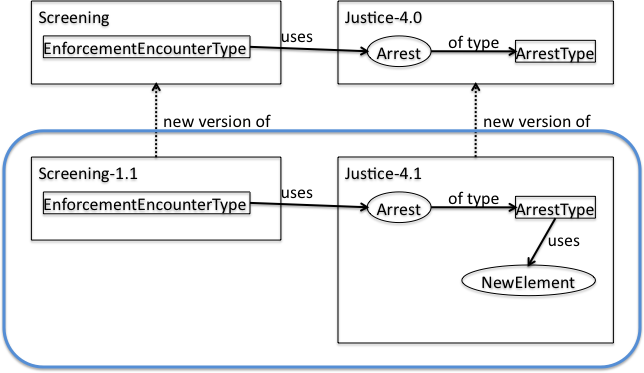 Screening
EnforcementEncounterType
uses
Justice-4.0
Arrest
of type
ArrestType
new version of
new version of
Screening-1.1
EnforcementEncounterType
uses
Justice-4.1
Arrest
of type
ArrestType
uses
NewElement